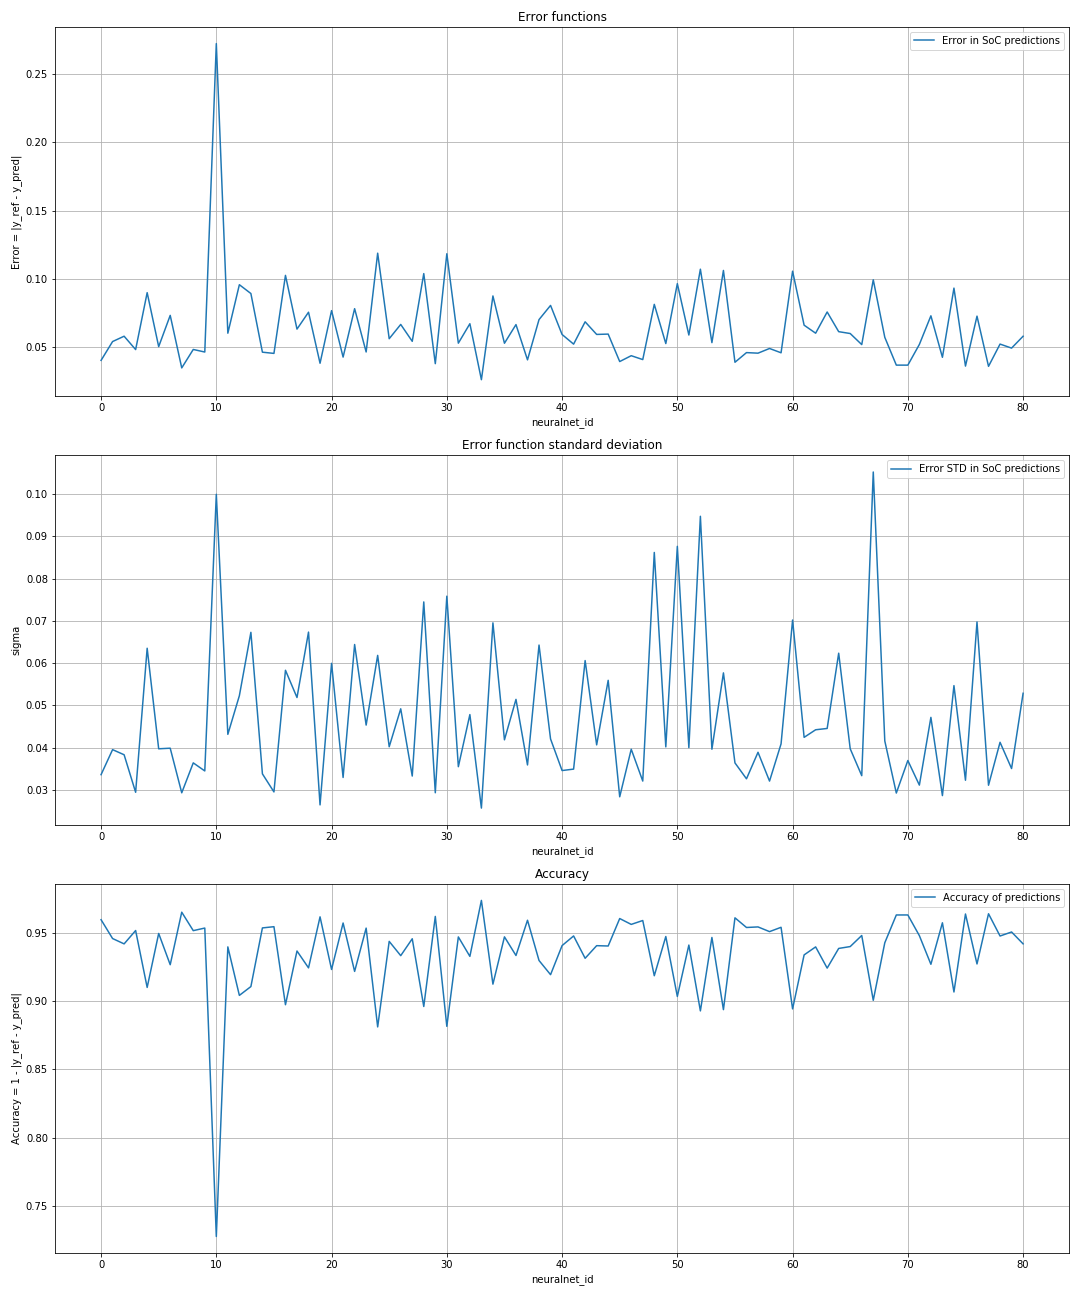 Error functions
Error in SoC predictions
0.25
0.20
0.15
0.10
0.05
Error = |y_ref - y_pred|
0 10 20 30 40 50 60 70 80
neuralnet_id
Error function standard deviation
Error STD in SoC predictions
0.10
0.09
0.08
0.07
0.06
0.05
0.04
0.03
sigma
0 10 20 30 40 50 60 70 80
neuralnet_id
Accuracy
Accuracy of predictions
0.95
0.90
0.85
0.80
0.75
Accuracy = 1 - |y_ref - y_pred|
0 10 20 30 40 50 60 70 80
neuralnet_id